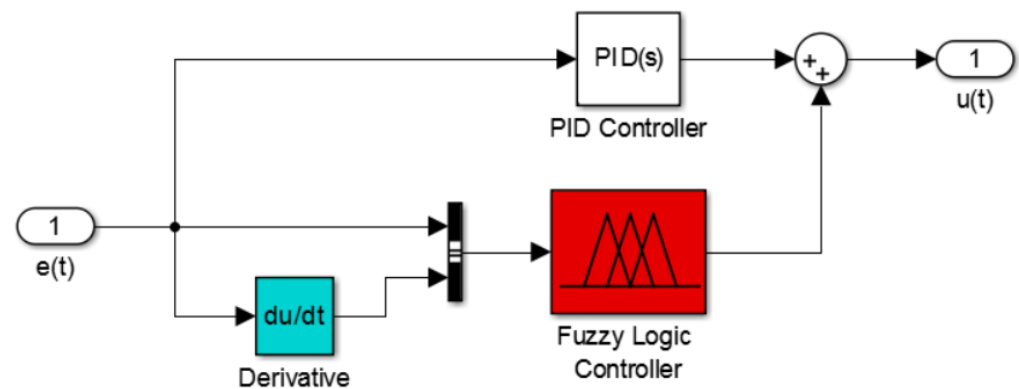 PID(s)
PID Controller
+
+
1
u(t)
1
e(t)
du/dt
Derivative
Fuzzy Logic
Controller